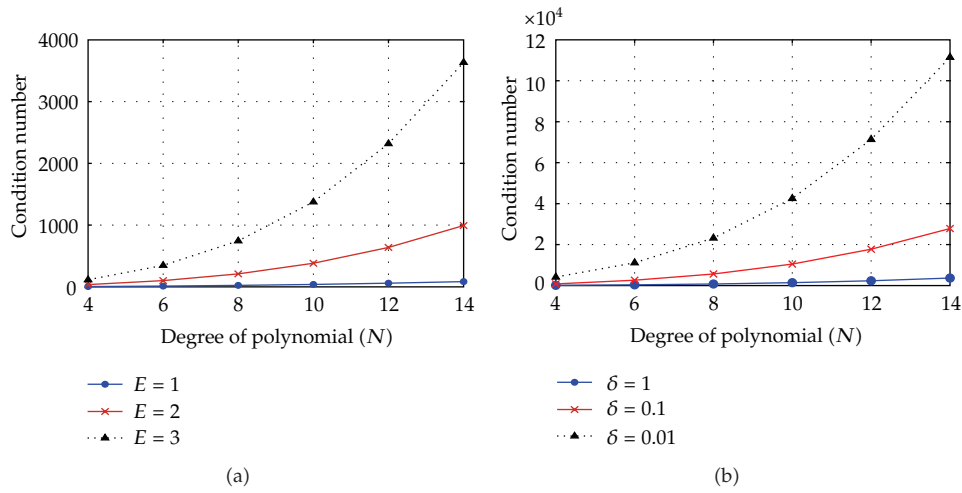 4000
3000
2000
1000
0
Condition number
4 6 8 10 12 14
Degree of polynomial (N)
E = 1
E = 2
E = 3
(a)
×10⁴
12
10
8
6
4
2
0
Condition number
4 6 8 10 12 14
Degree of polynomial (N)
δ = 1
δ = 0.1
δ = 0.01
(b)